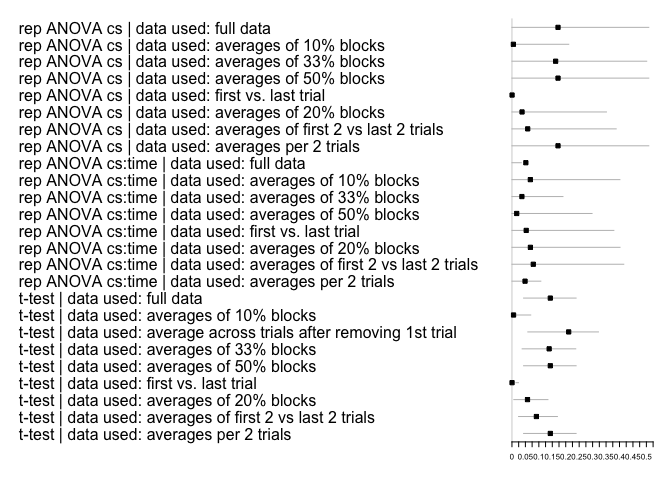 rep ANOVA cs | data used: full data
rep ANOVA cs | data used: averages of 10% blocks
rep ANOVA cs | data used: averages of 33% blocks
rep ANOVA cs | data used: averages of 50% blocks
rep ANOVA cs | data used: first vs. last trial
rep ANOVA cs | data used: averages of 20% blocks
rep ANOVA cs | data used: averages of first 2 vs last 2 trials
rep ANOVA cs | data used: averages per 2 trials
rep ANOVA cs:time | data used: full data
rep ANOVA cs:time | data used: averages of 10% blocks
rep ANOVA cs:time | data used: averages of 33% blocks
rep ANOVA cs:time | data used: averages of 50% blocks
rep ANOVA cs:time | data used: first vs. last trial
rep ANOVA cs:time | data used: averages of 20% blocks
rep ANOVA cs:time | data used: averages of first 2 vs last 2 trials
rep ANOVA cs:time | data used: averages per 2 trials
t-test | data used: full data
t-test | data used: averages of 10% blocks
t-test | data used: average across trials after removing 1st trial
t-test | data used: averages of 33% blocks
t-test | data used: averages of 50% blocks
t-test | data used: first vs. last trial
t-test | data used: averages of 20% blocks
t-test | data used: averages of first 2 vs last 2 trials
t-test | data used: averages per 2 trials
0 0.050.10.150.20.250.30.350.40.450.5